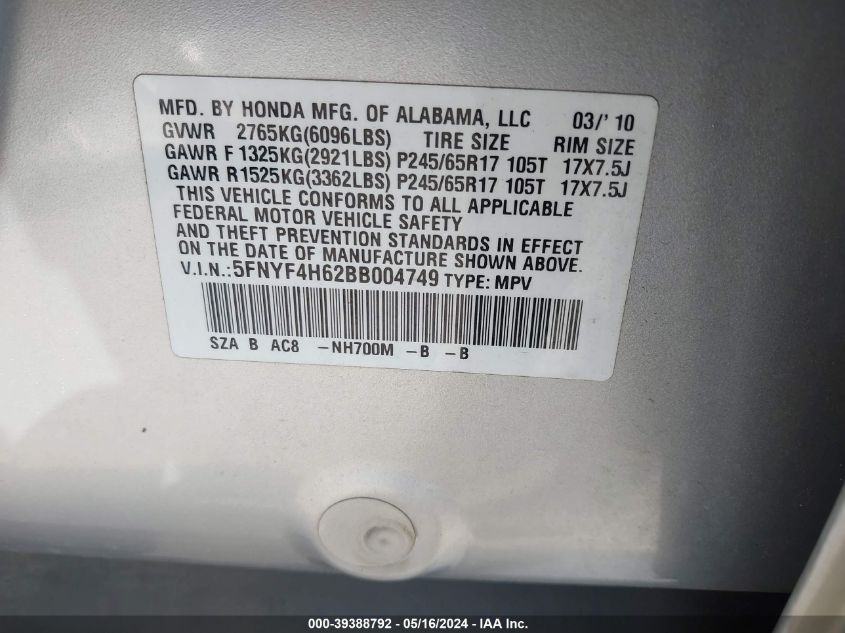 MFD. BY HONDA MFG. OF ALABAMA, LLC 03/' 10
GVWR 2765KG(6096LBS) TIRE SIZE RIM SIZE
GAWR F 1325KG(2921LBS) P245/65R17 105T 17X7.5J
GAWR R1525KG(3362LBS) P245/65R17 105T 17X7.5J
THIS VEHICLE CONFORMS TO ALL APPLICABLE
FEDERAL MOTOR VEHICLE SAFETY
AND THEFT PREVENTION STANDARDS IN EFFECT
ON THE DATE OF MANUFACTURE SHOWN ABOVE.
V.I.N.:5FNYF4H62BB004749 TYPE: MPV
SZA B AC8 -NH700M -B -B
000-39388792 - 05/16/2024 - IAA Inc.